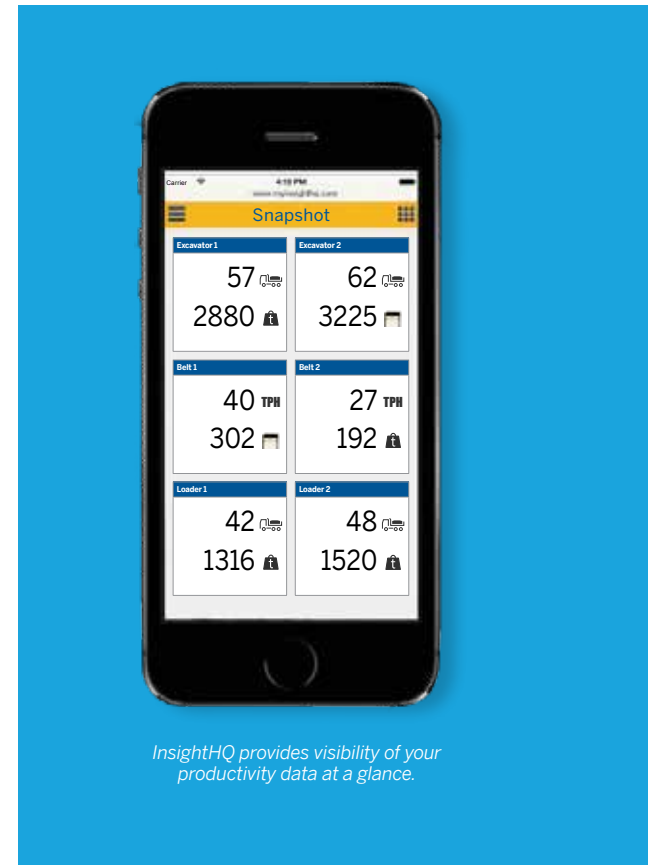 Carrier
4:18 PM
Snapshot
Excavator 1
57
2880 t
Excavator 2
62
3225
Belt 1
40 TPH
302
Belt 2
27 TPH
192 t
Loader 1
42
1316 t
Loader 2
48
1520 t
InsightHQ provides visibility of your
productivity data at a glance.